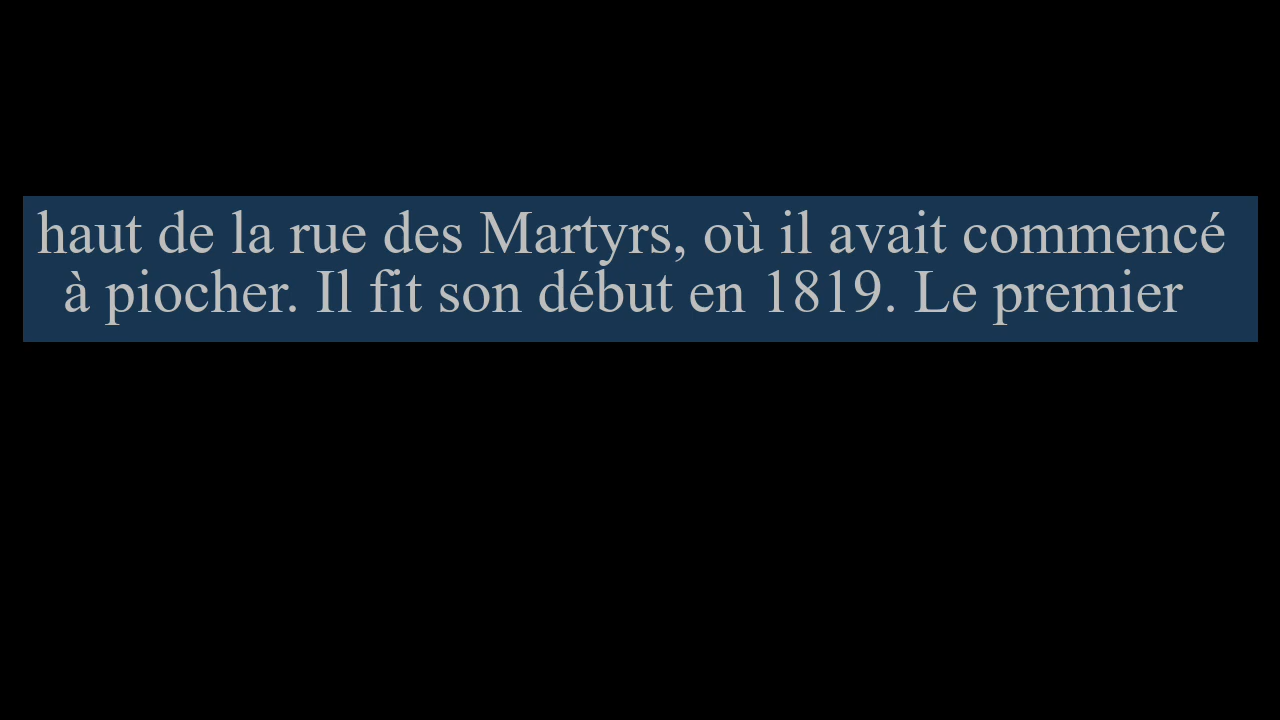 haut de la rue des Martyrs, où il avait commencé
à piocher. Il fit son début en 1819. Le premier